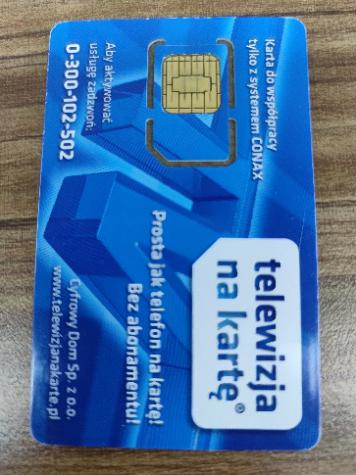 Karta do współpracy
tylko z systemem CONAX
telewizja
na kartę®
Prosta jak telefon na kartę!
Bez abonamentu!
Aby aktywować
usługę zadzwoń:
0-300-102-502
Cyfrowy Dom Sp. z o.o.
www.telewizjanakarte.pl